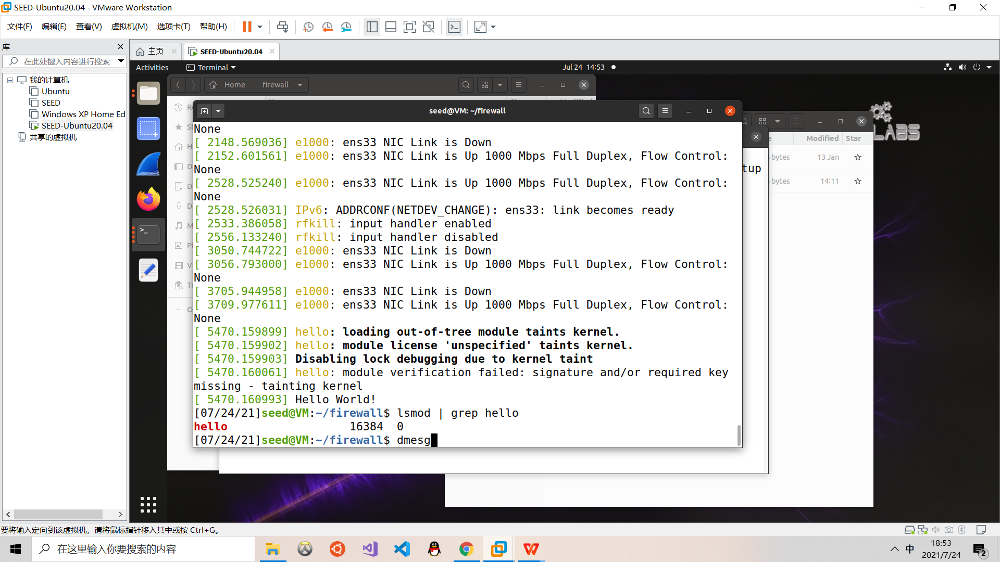 SEED-Ubuntu20.04 - VMware Workstation
文件(F) 编辑(E) 查看(V) 虚拟机(M) 选项卡(T) 帮助(H)
库
在此处键入内容进行搜索
我的计算机
Ubuntu
SEED
Windows XP Home Ed
SEED-Ubuntu20.04
共享的虚拟机
主页
SEED-Ubuntu20.04
Activities
Terminal
Jul 24 14:53
Home
firewall
seed@VM: ~/firewall
None
[ 2148.569036] e1000: ens33 NIC Link is Down
[ 2152.601561] e1000: ens33 NIC Link is Up 1000 Mbps Full Duplex, Flow Control:
None
[ 2528.525240] e1000: ens33 NIC Link is Up 1000 Mbps Full Duplex, Flow Control:
None
[ 2528.526031] IPv6: ADDRCONF(NETDEV_CHANGE): ens33: link becomes ready
[ 2533.386058] rfkill: input handler enabled
[ 2556.133240] rfkill: input handler disabled
[ 3050.744722] e1000: ens33 NIC Link is Down
[ 3056.793000] e1000: ens33 NIC Link is Up 1000 Mbps Full Duplex, Flow Control:
None
[ 3705.944958] e1000: ens33 NIC Link is Down
[ 3709.977611] e1000: ens33 NIC Link is Up 1000 Mbps Full Duplex, Flow Control:
None
[ 5470.159899] hello: loading out-of-tree module taints kernel.
[ 5470.159902] hello: module license 'unspecified' taints kernel.
[ 5470.159903] Disabling lock debugging due to kernel taint
[ 5470.160061] hello: module verification failed: signature and/or required key
missing - tainting kernel
[ 5470.160993] Hello World!
[07/24/21]seed@VM:~/firewall$ lsmod | grep hello
hello 16384 0
[07/24/21]seed@VM:~/firewall$ dmesg
tup
LABS
Modified Star
bytes 13 Jan
bytes 14:11
要将输入定向到该虚拟机，请将鼠标指针移入其中或按 Ctrl+G。
在这里输入你要搜索的内容
中
18:53
2021/7/24
2